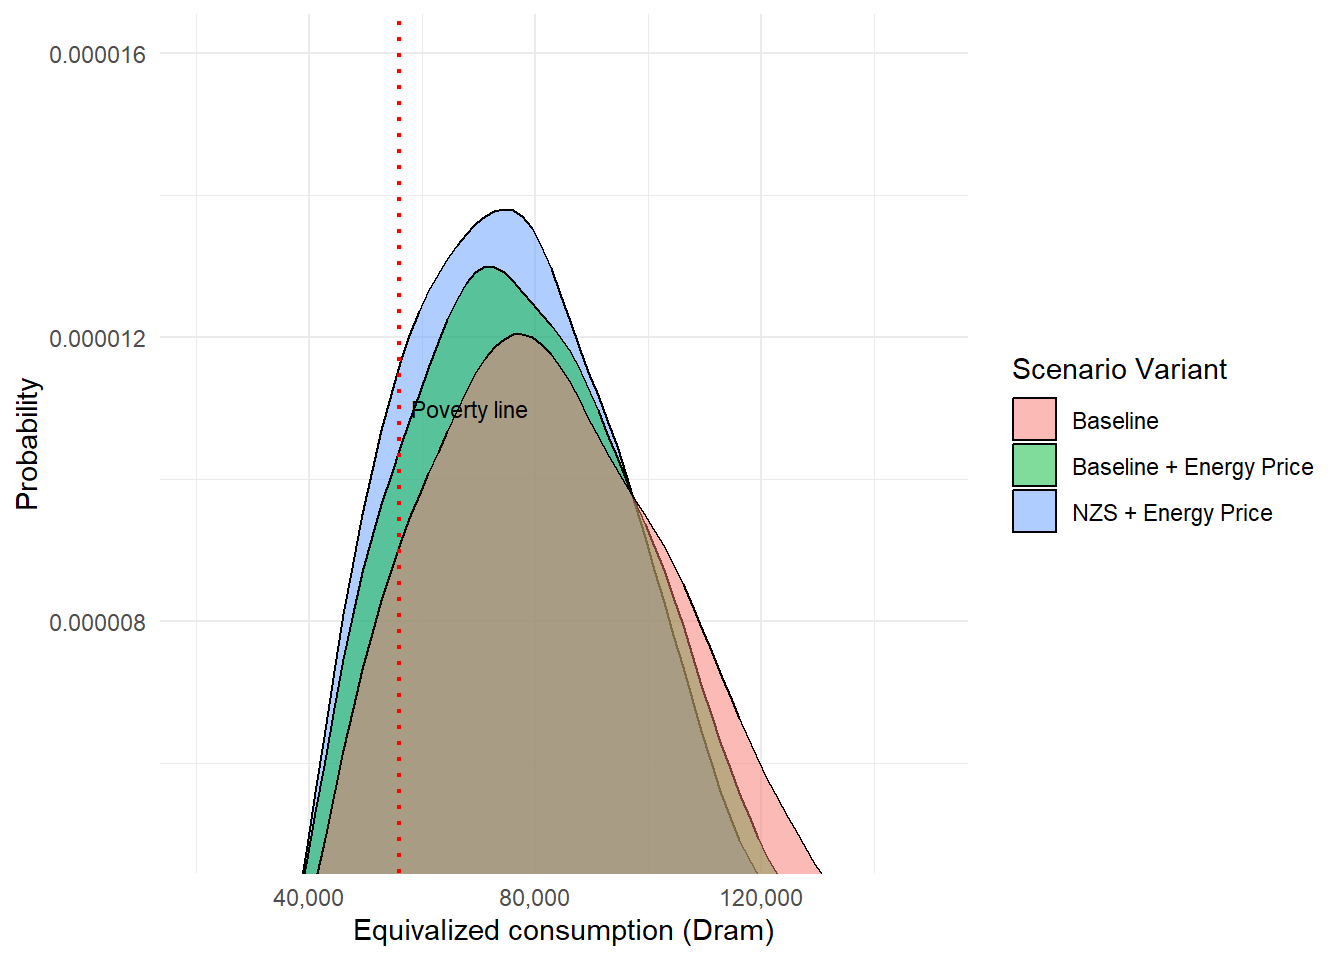 0.000016
0.000012
0.000008
Probability
Poverty line
40,000
80,000
120,000
Equivalized consumption (Dram)
Scenario Variant
Baseline
Baseline + Energy Price
NZS + Energy Price